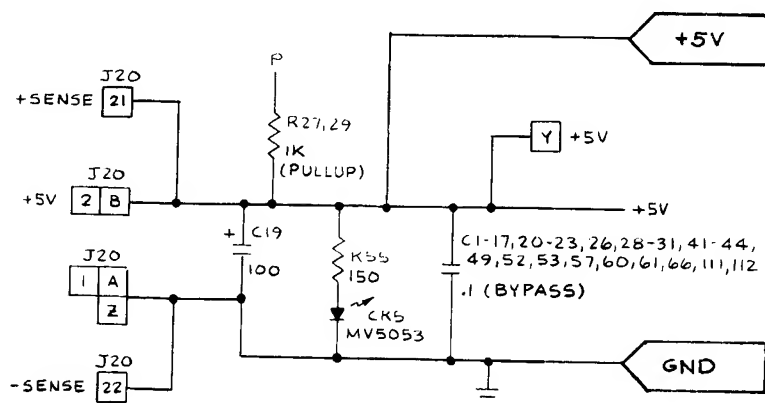 +5V
P
J20
+SENSE 21
R27,29
1K
(PULLUP)
Y +5V
J20
+5V 2 B
+5V
+ C19
100
R55
150
C1-17,20-23,26,28-31,41-44,
49,52,53,57,60,61,66,111,112
.1 (BYPASS)
J20
1 A
Z
CR5
MV5053
J20
-SENSE 22
GND